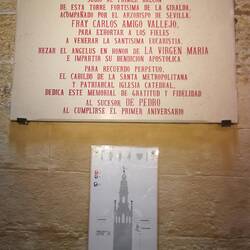 DE ESTA TORRE FORTISIMA DE LA GIRALDA,
ACOMPAÑADO POR EL ARZOBISPO DE SEVILLA,
FRAY CARLOS AMIGO VALLEJO,
PARA EXHORTAR A LOS FIELES
A VENERAR LA SANTISIMA EUCARISTIA,
REZAR EL ANGELUS EN HONOR DE LA VIRGEN MARIA
E IMPARTIR SU BENDICION APOSTOLICA
PARA RECUERDO PERPETUO,
EL CABILDO DE LA SANTA METROPOLITANA
Y PATRIARCAL IGLESIA CATEDRAL,
DEDICA ESTE MEMORIAL DE GRATITUD Y FIDELIDAD
AL SUCESOR DE PEDRO
AL CUMPLIRSE EL PRIMER ANIVERSARIO